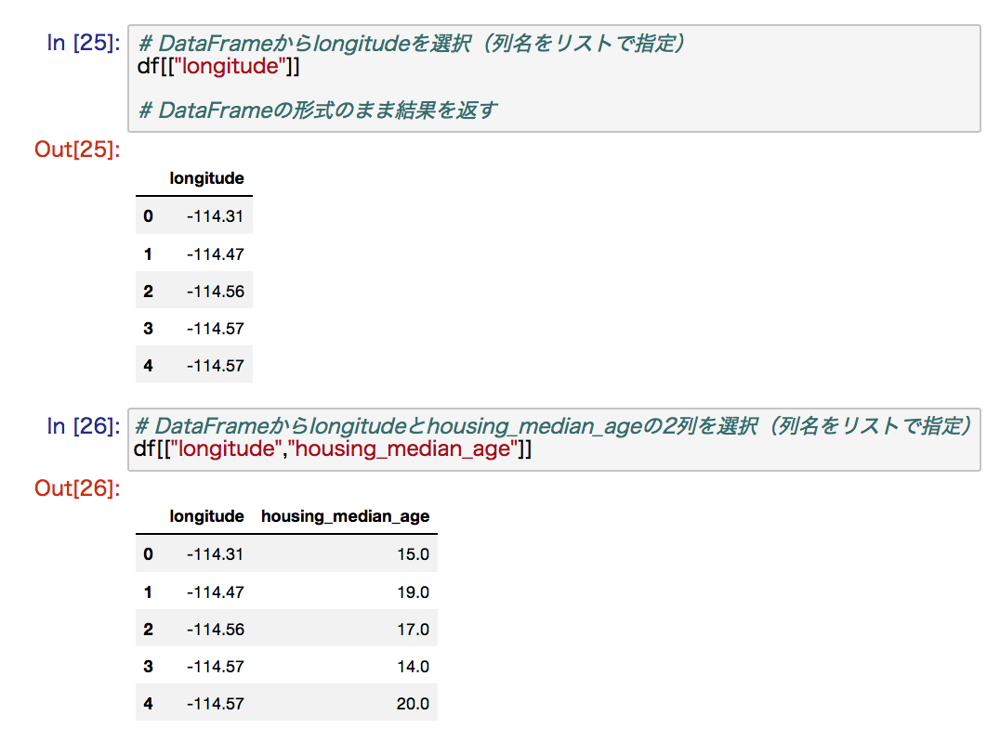 In [25]: # DataFrameからlongitudeを選択（列名をリストで指定）
df[["longitude"]]
# DataFrameの形式のまま結果を返す
Out[25]:
longitude
0 -114.31
1 -114.47
2 -114.56
3 -114.57
4 -114.57
In [26]: # DataFrameからlongitudeとhousing_median_ageの2列を選択（列名をリストで指定）
df[["longitude","housing_median_age"]]
Out[26]:
longitude housing_median_age
0 -114.31 15.0
1 -114.47 19.0
2 -114.56 17.0
3 -114.57 14.0
4 -114.57 20.0